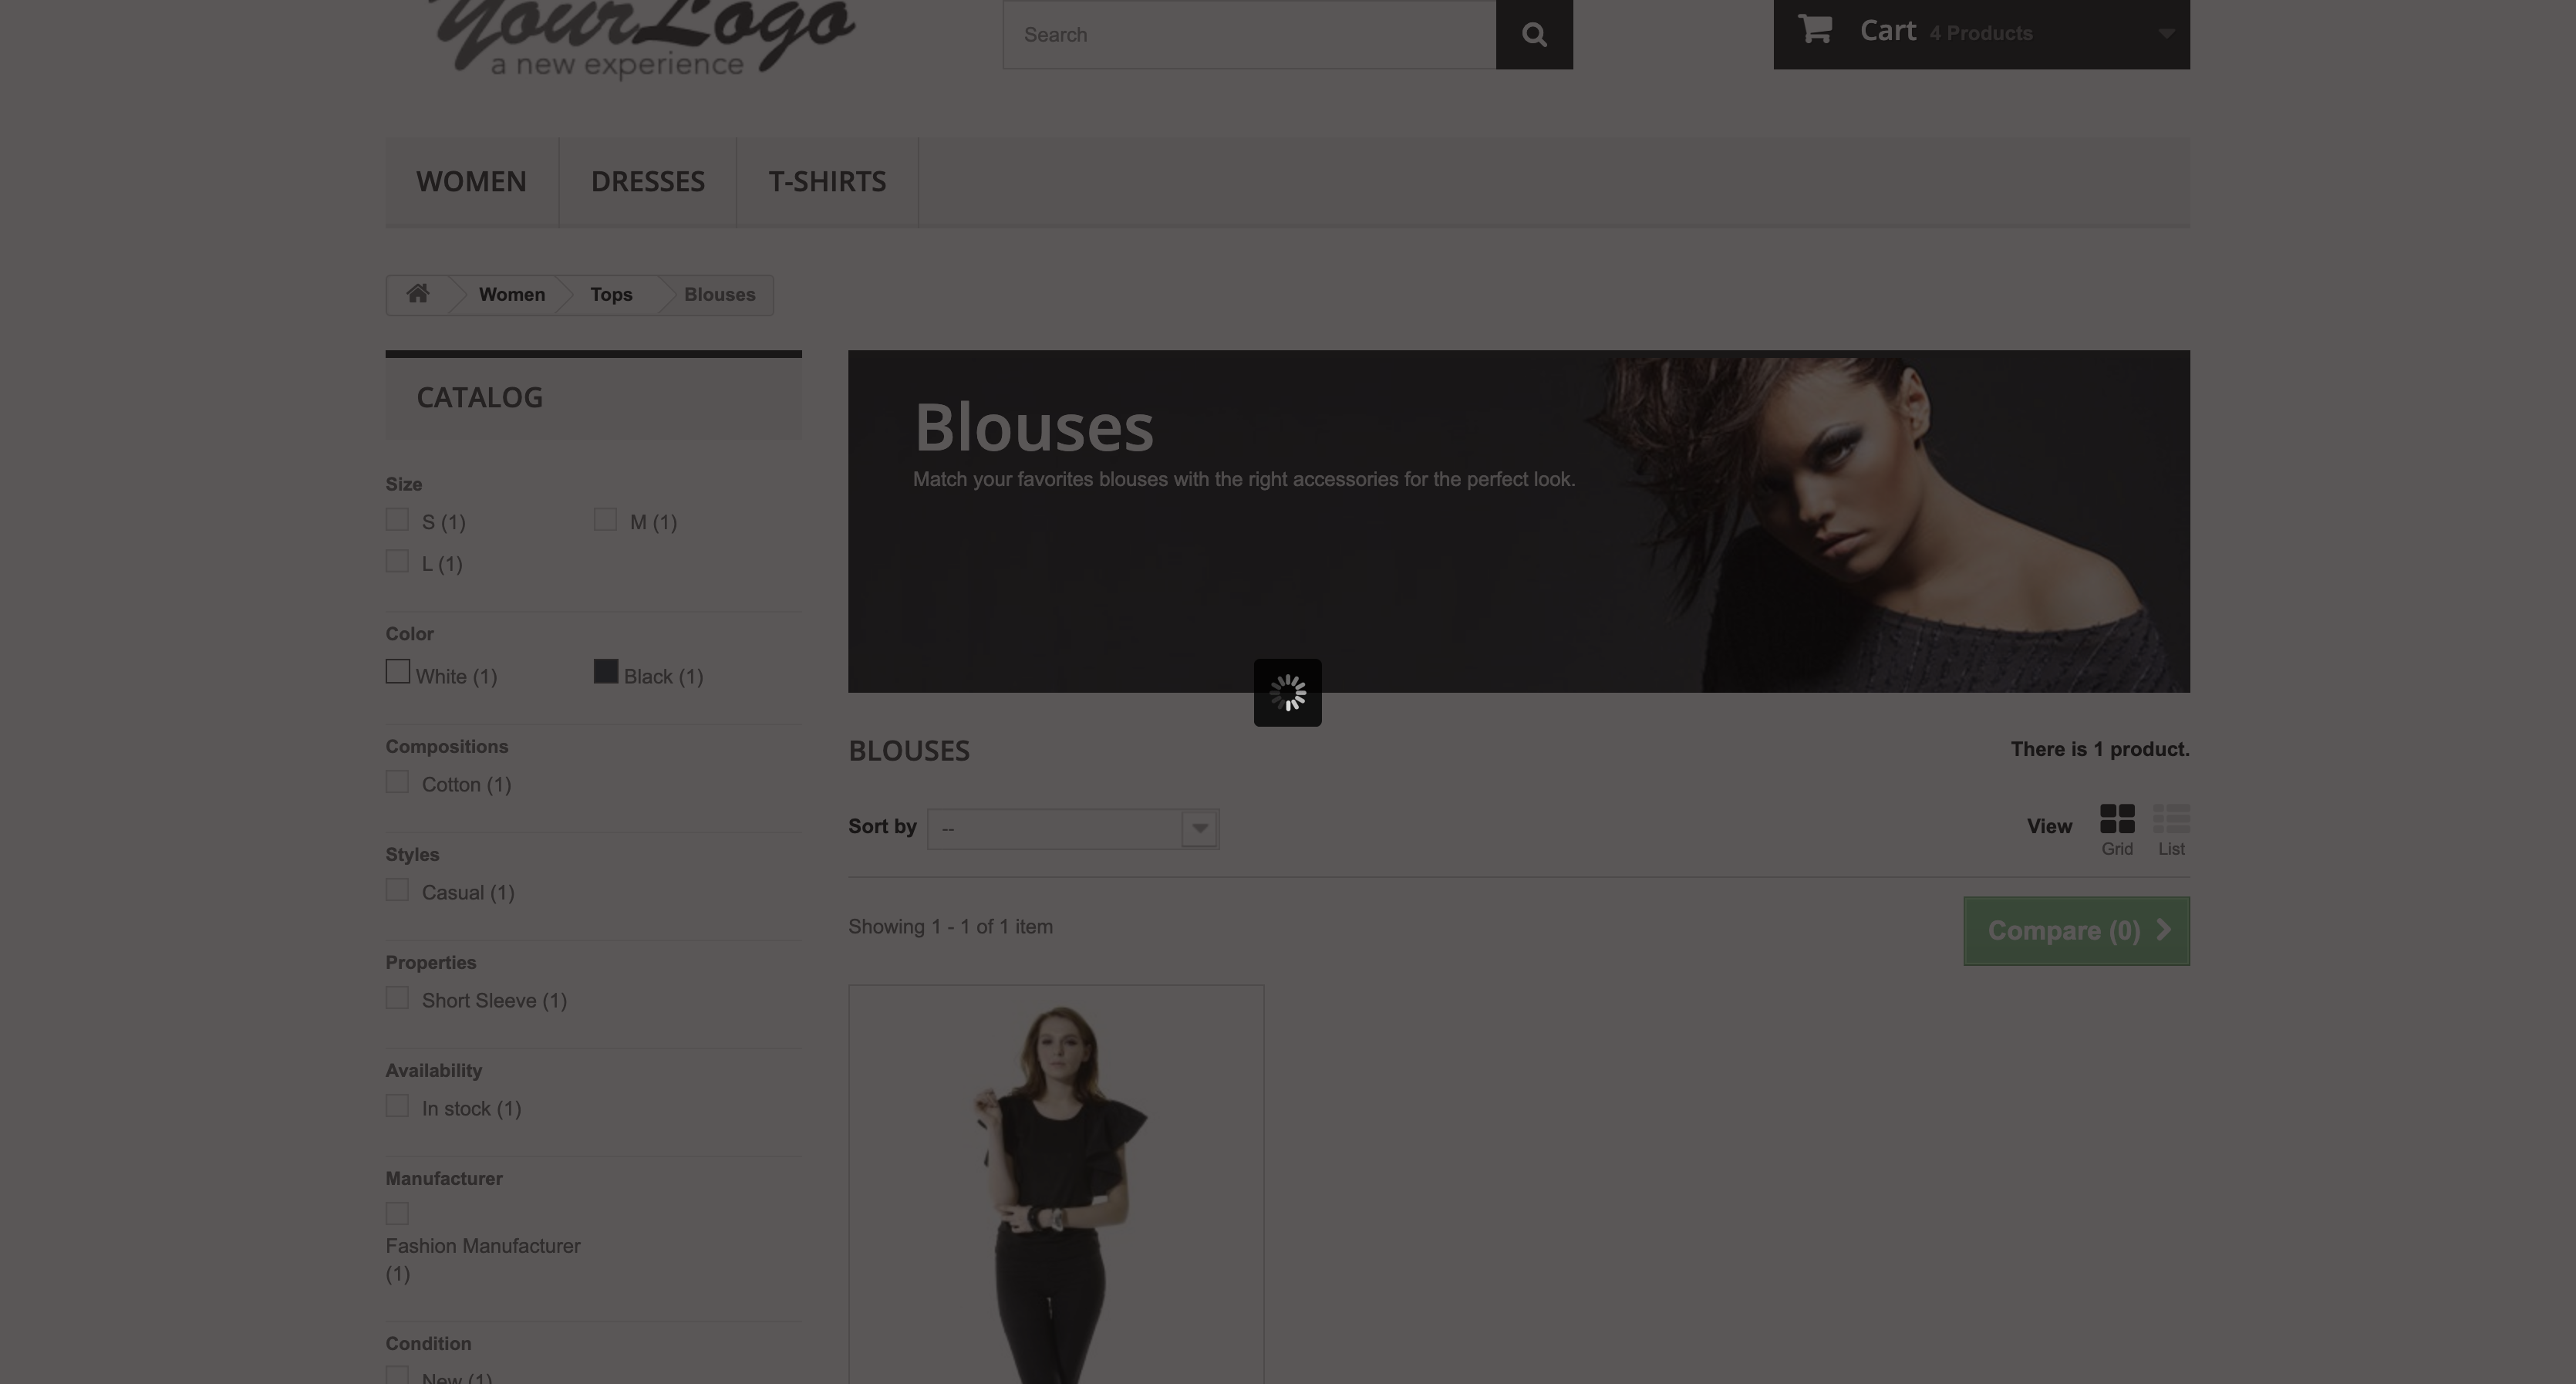 YourLogo
a new experience
Search
Cart 4 Products
WOMEN
DRESSES
T-SHIRTS
Women
Tops
Blouses
CATALOG
Size
S (1)
M (1)
L (1)
Color
White (1)
Black (1)
Compositions
Cotton (1)
Styles
Casual (1)
Properties
Short Sleeve (1)
Availability
In stock (1)
Manufacturer
Fashion Manufacturer
(1)
Condition
New (1)
Blouses
Match your favorites blouses with the right accessories for the perfect look.
BLOUSES
There is 1 product.
Sort by --
View
Grid
List
Showing 1 - 1 of 1 item
Compare (0)